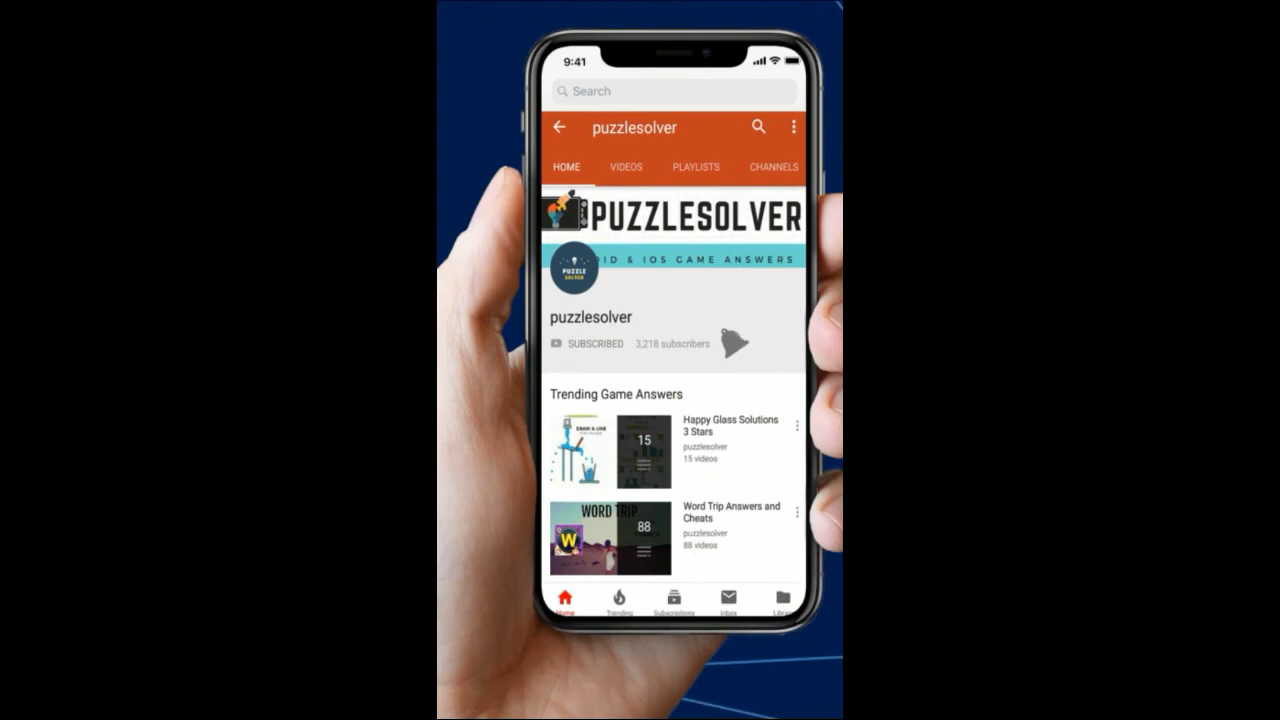 9:41
Search
puzzlesolver
HOME VIDEOS PLAYLISTS CHANNELS
PUZZLESOLVER
OID & IOS GAME ANSWERS
PUZZLE
SOLVER
puzzlesolver
SUBSCRIBED 3,218 subscribers
Trending Game Answers
DRAW A LINE
15
Happy Glass Solutions
3 Stars
puzzlesolver
15 videos
WORD TRIP
W
88
Word Trip Answers and
Cheats
puzzlesolver
88 videos
Home Trending Subscriptions Inbox